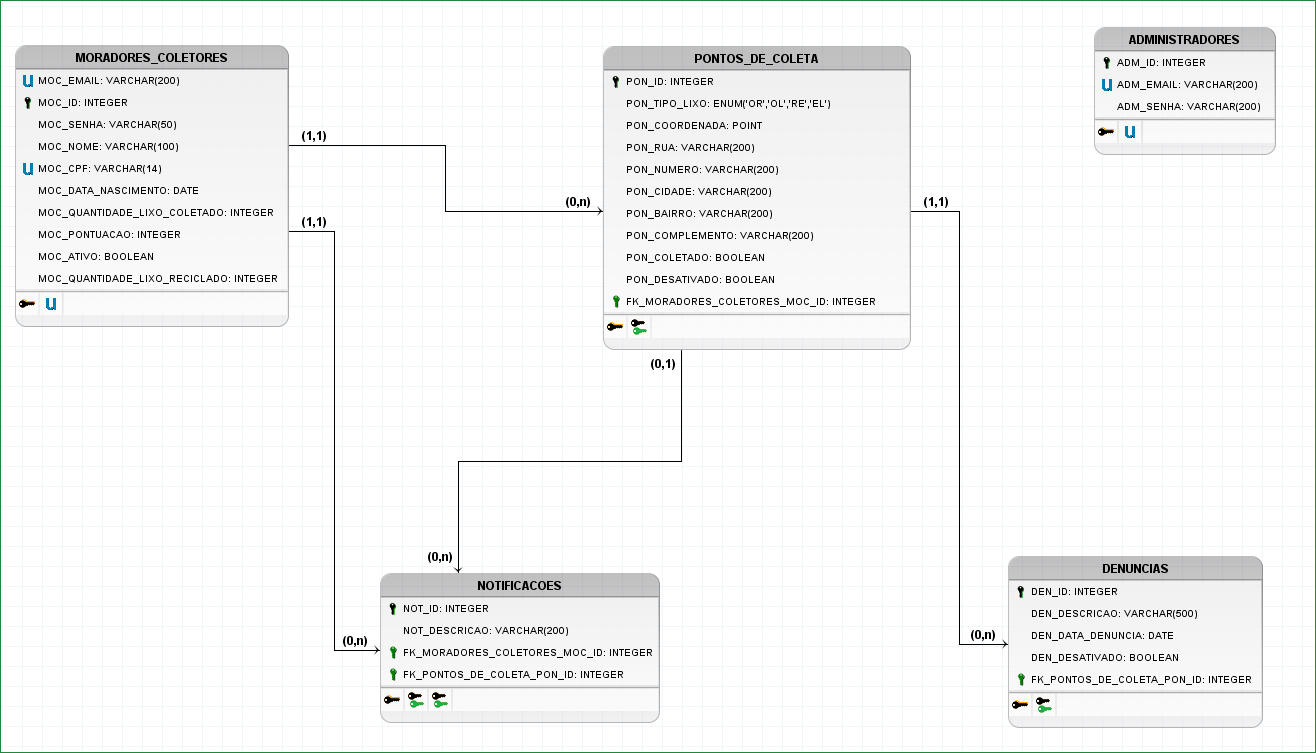 MORADORES_COLETORES
MOC_EMAIL: VARCHAR(200)
MOC_ID: INTEGER
MOC_SENHA: VARCHAR(50)
MOC_NOME: VARCHAR(100)
MOC_CPF: VARCHAR(14)
MOC_DATA_NASCIMENTO: DATE
MOC_QUANTIDADE_LIXO_COLETADO: INTEGER
MOC_PONTUACAO: INTEGER
MOC_ATIVO: BOOLEAN
MOC_QUANTIDADE_LIXO_RECICLADO: INTEGER
(1,1)
(1,1)
(0,n)
PONTOS_DE_COLETA
PON_ID: INTEGER
PON_TIPO_LIXO: ENUM('OR','OL','RE','EL')
PON_COORDENADA: POINT
PON_RUA: VARCHAR(200)
PON_NUMERO: VARCHAR(200)
PON_CIDADE: VARCHAR(200)
PON_BAIRRO: VARCHAR(200)
PON_COMPLEMENTO: VARCHAR(200)
PON_COLETADO: BOOLEAN
PON_DESATIVADO: BOOLEAN
FK_MORADORES_COLETORES_MOC_ID: INTEGER
(1,1)
(0,1)
ADMINISTRADORES
ADM_ID: INTEGER
ADM_EMAIL: VARCHAR(200)
ADM_SENHA: VARCHAR(200)
(0,n)
(0,n)
NOTIFICACOES
NOT_ID: INTEGER
NOT_DESCRICAO: VARCHAR(200)
FK_MORADORES_COLETORES_MOC_ID: INTEGER
FK_PONTOS_DE_COLETA_PON_ID: INTEGER
(0,n)
DENUNCIAS
DEN_ID: INTEGER
DEN_DESCRICAO: VARCHAR(500)
DEN_DATA_DENUNCIA: DATE
DEN_DESATIVADO: BOOLEAN
FK_PONTOS_DE_COLETA_PON_ID: INTEGER